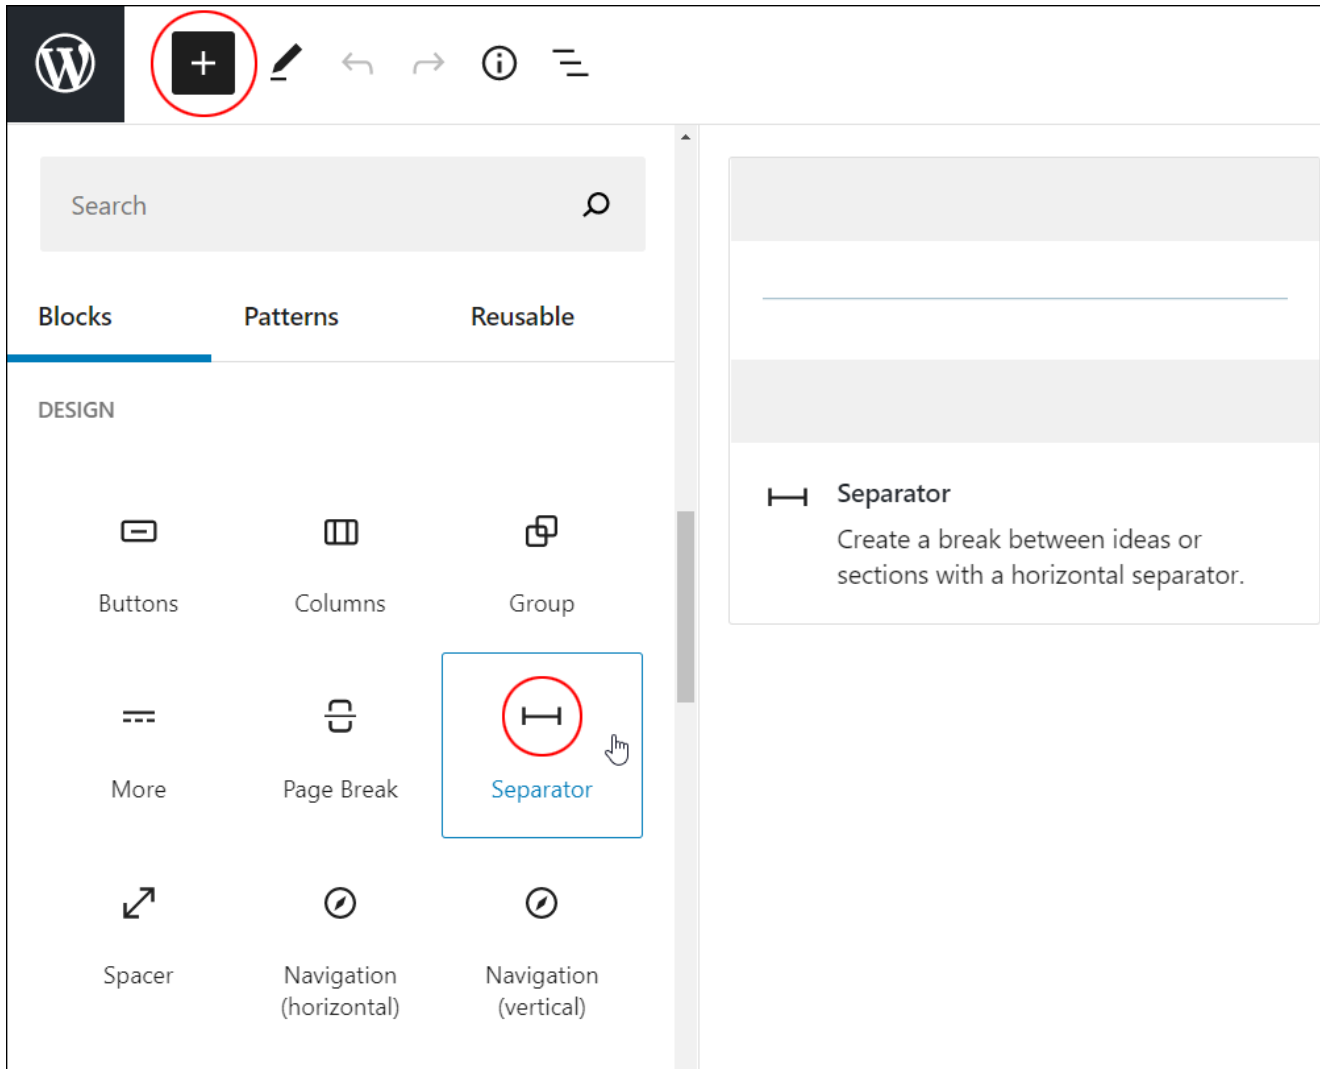 Search
Blocks Patterns Reusable
DESIGN
Buttons Columns Group
More Page Break Separator
Spacer Navigation Navigation
(horizontal) (vertical)
Separator
Create a break between ideas or
sections with a horizontal separator.